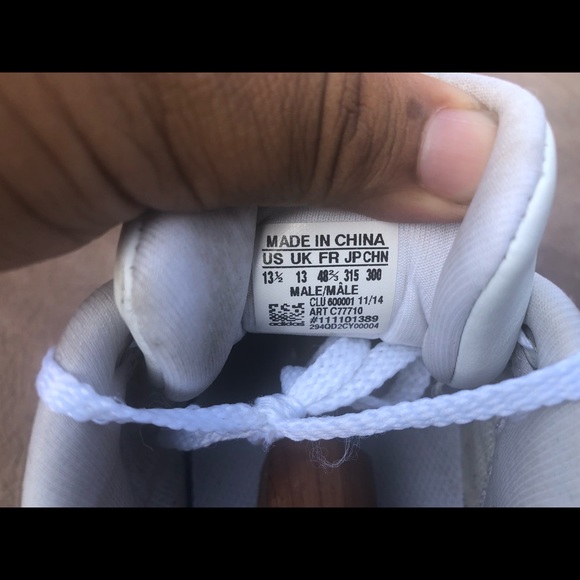 MADE IN CHINA
US UK FR JP CHN
13½ 13 48⅔ 315 300
MALE/MÂLE
CLU 600001 11/14
ART C77710
#111101389
294QD2CY00004
adidas